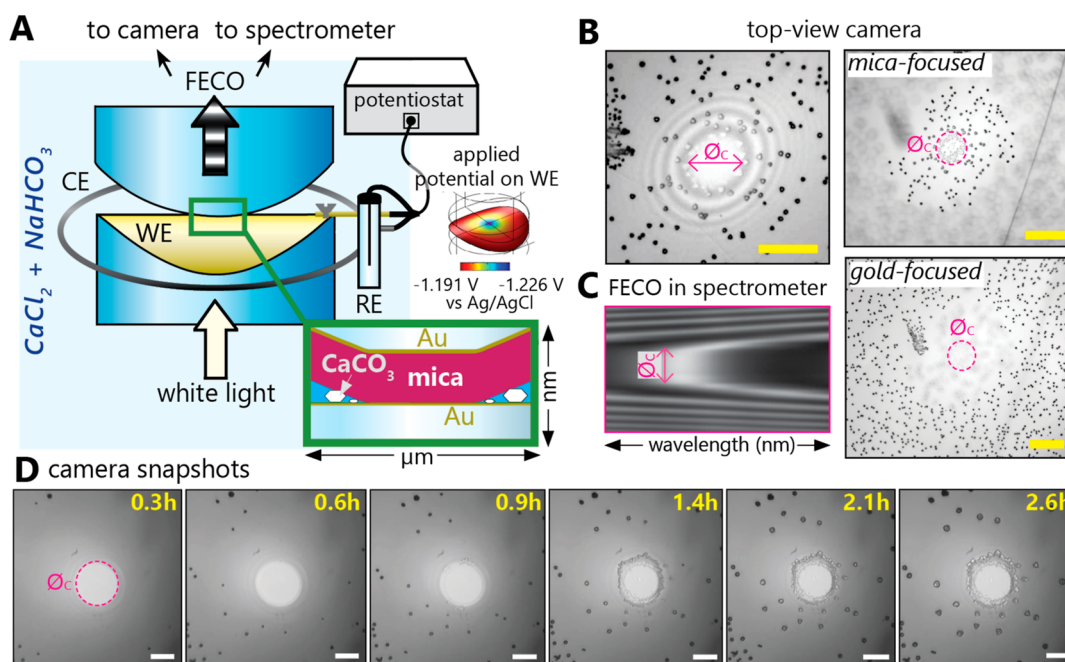 A
to camera to spectrometer
FECO
potentiostat
CE
applied
potential on WE
WE
CaCl2 + NaHCO3
-1.191 V -1.226 V
vs Ag/AgCl
RE
white light
Au
CaCO3
mica
Au
nm
µm
B
top-view camera
Øc
mica-focused
Øc
gold-focused
Øc
C FECO in spectrometer
Øc
wavelength (nm)
D camera snapshots
0.3h 0.6h 0.9h 1.4h 2.1h 2.6h
Øc